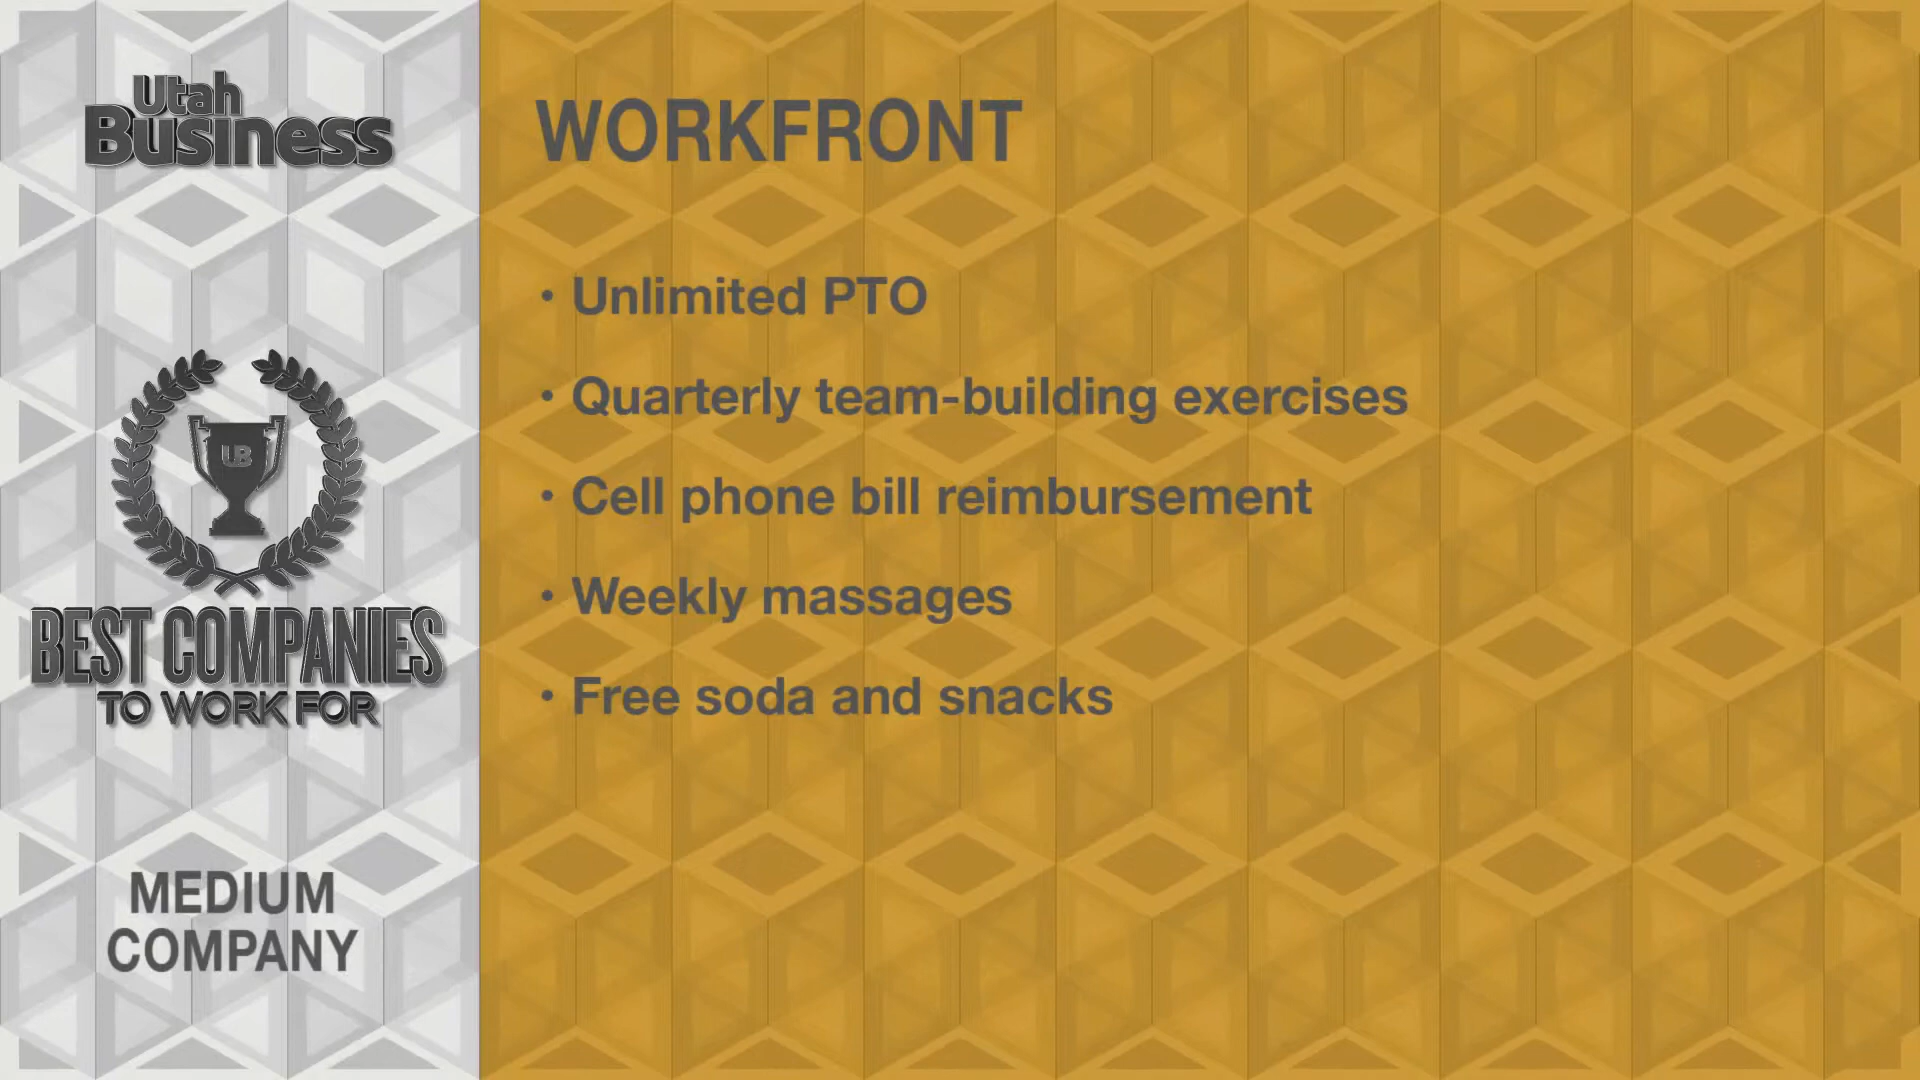 Utah
Business
UB
BEST COMPANIES
TO WORK FOR
MEDIUM
COMPANY
WORKFRONT
• Unlimited PTO
• Quarterly team-building exercises
• Cell phone bill reimbursement
• Weekly massages
• Free soda and snacks